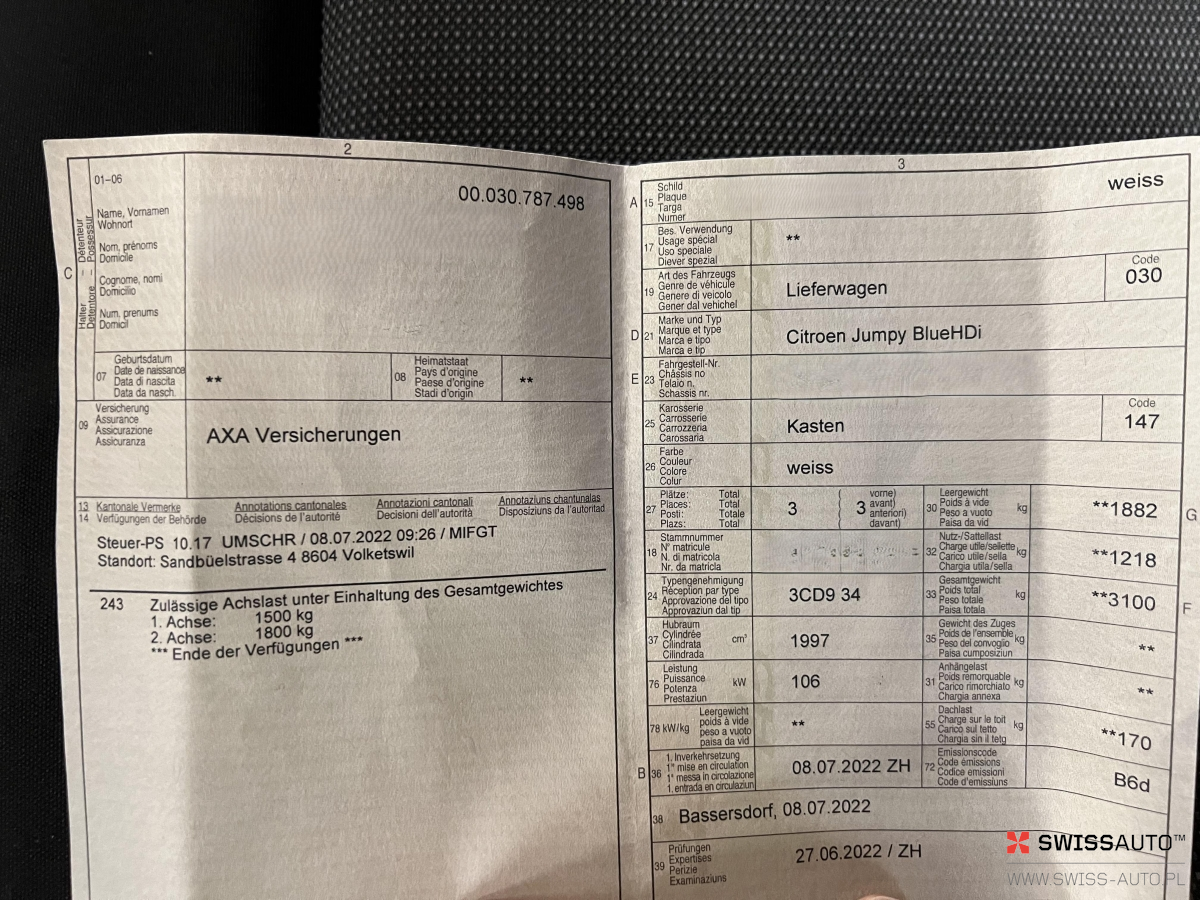 2
01-06
00.030.787.498
C
Halter – Détenteur
Detentore – Possessur
Name, Vornamen
Wohnort
Nom, prénoms
Domicile
Cognome, nomi
Domicilio
Num, prenums
Domicil
07
Geburtsdatum
Date de naissance
Data di nascita
Data da nasch.
**
08
Heimatstaat
Pays d'origine
Paese d'origine
Stadi d'origin
**
09
Versicherung
Assurance
Assicurazione
Assicuranza
AXA Versicherungen
13 Kantonale Vermerke
14 Verfügungen der Behörde
Annotations cantonales
Décisions de l'autorité
Annotazioni cantonali
Decisioni dell'autorità
Annotaziuns chantunalas
Disposiziuns da l'autoritad
Steuer-PS 10.17 UMSCHR / 08.07.2022 09:26 / MIFGT
Standort: Sandbüelstrasse 4 8604 Volketswil
243 Zulässige Achslast unter Einhaltung des Gesamtgewichtes
1. Achse: 1500 kg
2. Achse: 1800 kg
*** Ende der Verfügungen ***
3
A 15
Schild
Plaque
Targa
Numer
weiss
17
Bes. Verwendung
Usage spécial
Uso speciale
Diever spezial
**
19
Art des Fahrzeugs
Genre de véhicule
Genere di veicolo
Gener dal vehichel
Lieferwagen
Code
030
D 21
Marke und Typ
Marque et type
Marca e tipo
Marca e tip
Citroen Jumpy BlueHDi
E 23
Fahrgestell-Nr.
Châssis no
Telaio n.
Schassis nr.
25
Karosserie
Carrosserie
Carrozzeria
Carossaria
Kasten
Code
147
26
Farbe
Couleur
Colore
Colur
weiss
27
Plätze: Total
Places: Total
Posti: Totale
Plazs: Total
3
( vorne)
3 avant)
anteriori)
( davant)
30
Leergewicht
Poids à vide
Peso a vuoto
Paisa da vid
kg
**1882
G
18
Stammnummer
N° matricule
N. di matricola
Nr. da matricla
32
Nutz-/Sattellast
Charge utile/sellette
Carico utile/sella
Chargia utila/sella
kg
**1218
24
Typengenehmigung
Réception par type
Approvazione del tipo
Approvaziun dal tip
3CD9 34
33
Gesamtgewicht
Poids total
Peso totale
Paisa totala
kg
**3100
F
37
Hubraum
Cylindrée
Cilindrata
Cilindrada
cm³
1997
35
Gewicht des Zuges
Poids de l'ensemble
Peso del convoglio
Paisa cumposiziun
kg
**
76
Leistung
Puissance
Potenza
Prestaziun
kW
106
31
Anhängelast
Poids remorquable
Carico rimorchiato
Chargia annexa
kg
**
78 kW/kg
Leergewicht
poids à vide
peso a vuoto
paisa da vid
**
55
Dachlast
Charge sur le toit
Carico sul tetto
Chargia sin il tetg
kg
**170
B 36
1. Inverkehrsetzung
1re mise en circulation
1a messa in circolazione
1. entrada en circulaziun
08.07.2022 ZH
72
Emissionscode
Code émissions
Codice emissioni
Code d'emissiuns
B6d
38
Bassersdorf, 08.07.2022
39
Prüfungen
Expertises
Perizie
Examinaziuns
27.06.2022 / ZH
SWISSAUTO™
WWW.SWISS-AUTO.PL